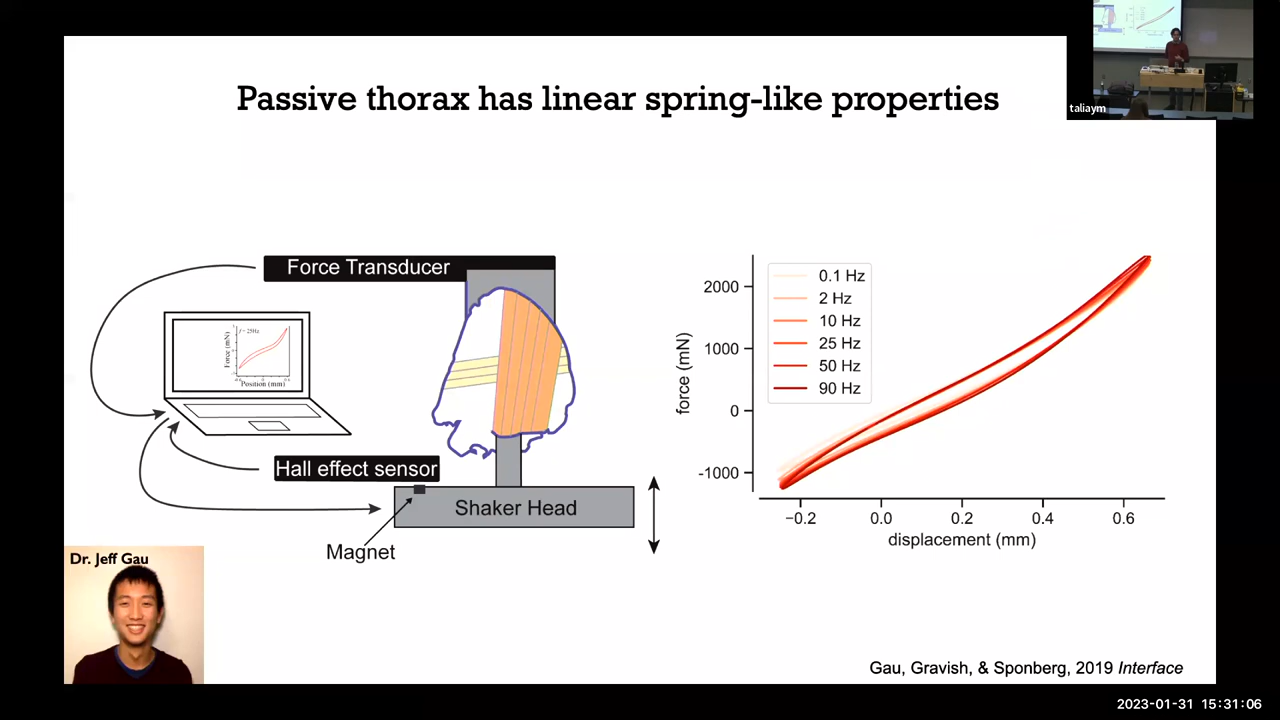 Passive thorax has linear spring-like properties
taliaym
Force Transducer
f = 25Hz
Force (mN)
Position (mm)
Hall effect sensor
Shaker Head
Magnet
0.1 Hz
2 Hz
10 Hz
25 Hz
50 Hz
90 Hz
force (mN)
2000
1000
0
-1000
−0.2
0.0
0.2
0.4
0.6
displacement (mm)
Dr. Jeff Gau
Gau, Gravish, & Sponberg, 2019 Interface
2023-01-31 15:31:06